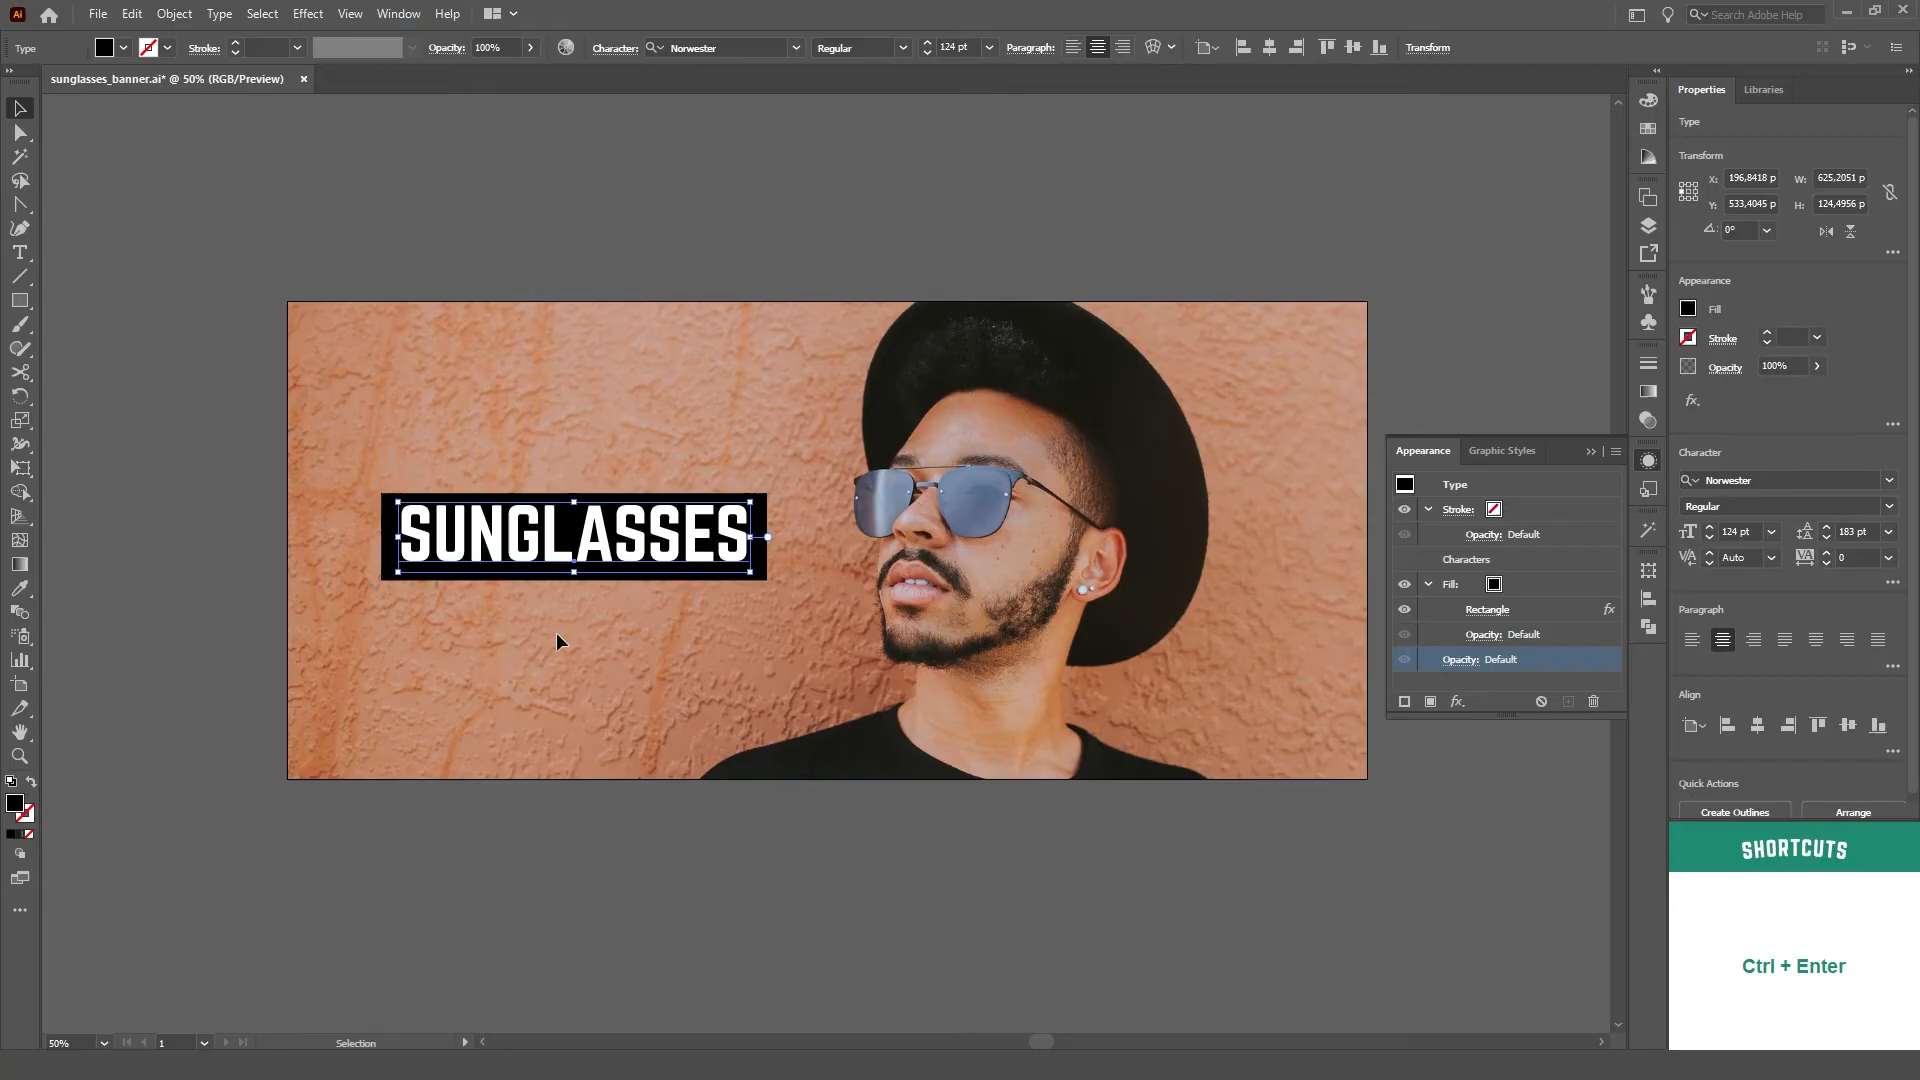 Ai File Edit Object Type Select Effect View Window Help Search Adobe Help
Type Stroke: Opacity: 100% Character: Norwester Regular 124 pt Paragraph: Transform
sunglasses_banner.ai* @ 50% (RGB/Preview)
Properties Libraries
Type
Transform
X: 196,8418 p W: 625,2051 p
Y: 533,4045 p H: 124,4956 p
0°
Appearance
Fill
Stroke
Opacity 100%
fx.
Character
Norwester
Regular
124 pt 183 pt
Auto 0
Paragraph
Align
Quick Actions
Create Outlines Arrange
SHORTCUTS
Ctrl + Enter
SUNGLASSES
Appearance Graphic Styles
Type
Stroke:
Opacity: Default
Characters
Fill:
Rectangle fx
Opacity: Default
Opacity: Default
fx.
50% 1 Selection